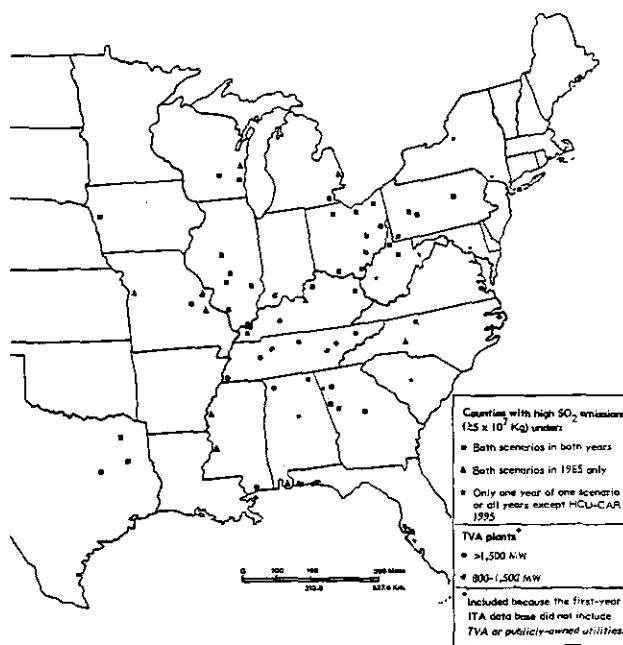 Counties with high SO2 emissions
(≥5 x 10⁷ Kg) under:
Both scenarios in both years
Both scenarios in 1985 only
Only one year of one scenario
or all years except HCU-CAR
1995
TVA plants*
>1,500 MW
800-1,500 MW
*Included because the first-year
ITA data base did not include
TVA or publicly-owned utilities.
0 100 Miles
Km.